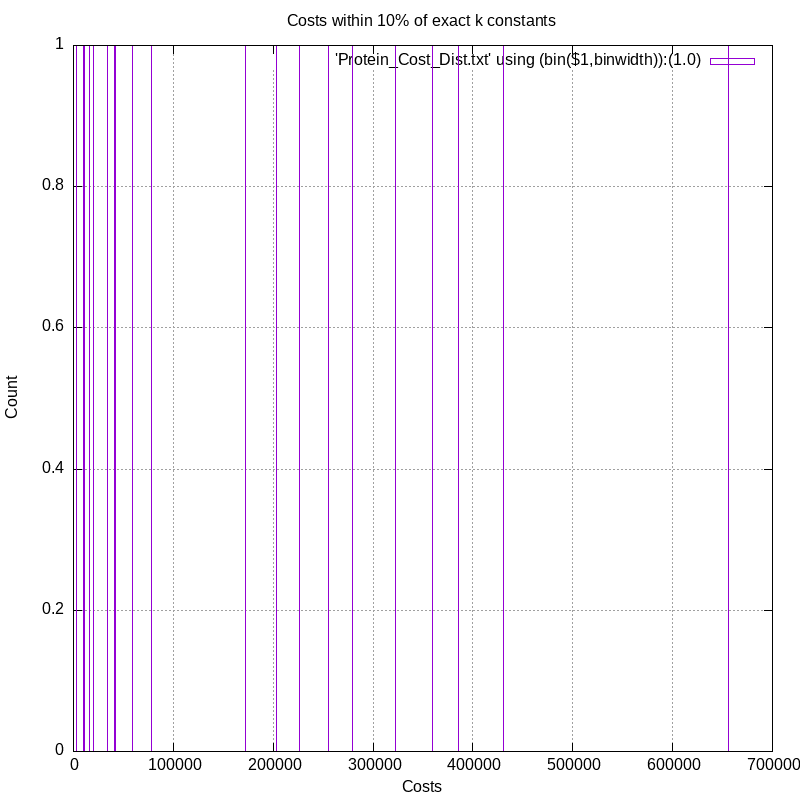 Costs within 10% of exact k constants
'Protein_Cost_Dist.txt' using (bin($1,binwidth)):(1.0)
1
0.8
0.6
0.4
0.2
0
Count
0 100000 200000 300000 400000 500000 600000 700000
Costs